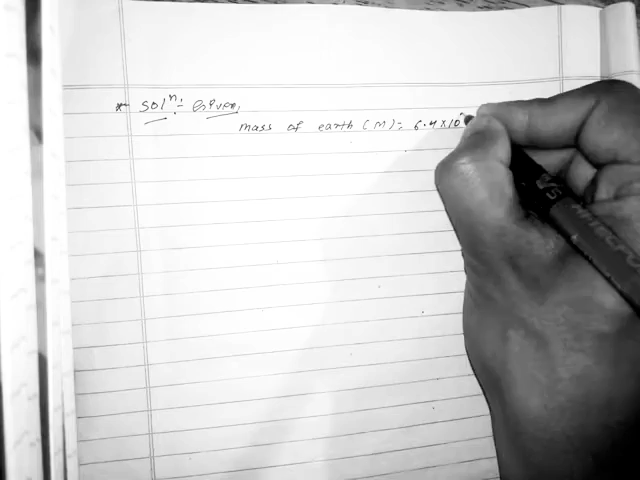 * Solⁿ:- Given,
mass of earth (M): 6.4 × 10